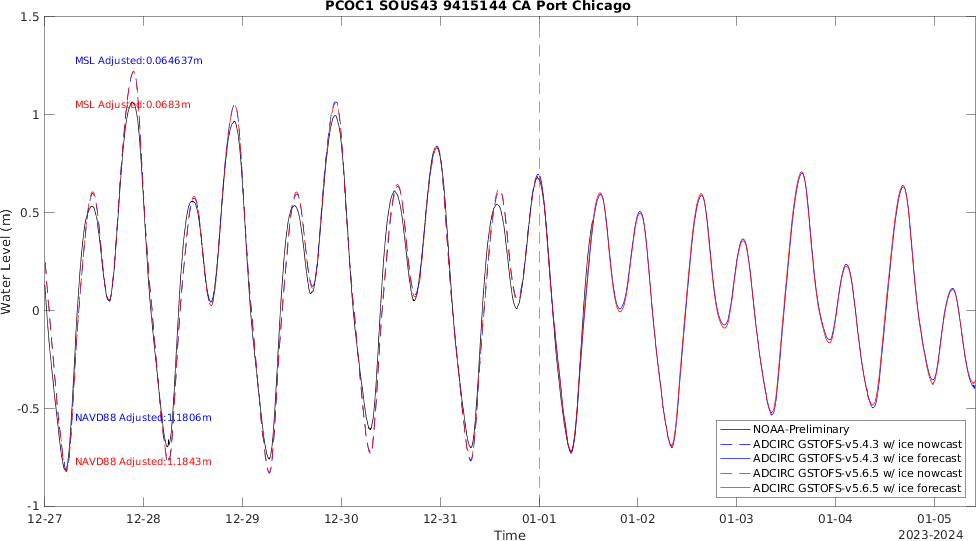 PCOC1 SOUS43 9415144 CA Port Chicago
1.5
MSL Adjusted:0.064637m
MSL Adjusted:0.0683m
1
0.5
Water Level (m)
0
-0.5
NAVD88 Adjusted:1.1806m
NAVD88 Adjusted:1.1843m
NOAA-Preliminary
ADCIRC GSTOFS-v5.4.3 w/ ice nowcast
ADCIRC GSTOFS-v5.4.3 w/ ice forecast
ADCIRC GSTOFS-v5.6.5 w/ ice nowcast
ADCIRC GSTOFS-v5.6.5 w/ ice forecast
-1
12-27 12-28 12-29 12-30 12-31 01-01 01-02 01-03 01-04 01-05
Time
2023-2024